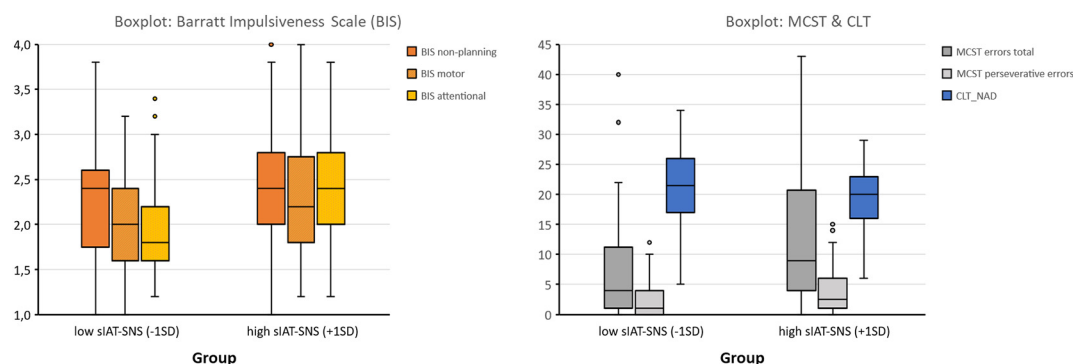 Boxplot: Barratt Impulsiveness Scale (BIS)
4,0
3,5
3,0
2,5
2,0
1,5
1,0
BIS non-planning
BIS motor
BIS attentional
low sIAT-SNS (-1SD)
high sIAT-SNS (+1SD)
Group
Boxplot: MCST & CLT
45
40
35
30
25
20
15
10
5
0
MCST errors total
MCST perseverative errors
CLT_NAD
low sIAT-SNS (-1SD)
high sIAT-SNS (+1SD)
Group